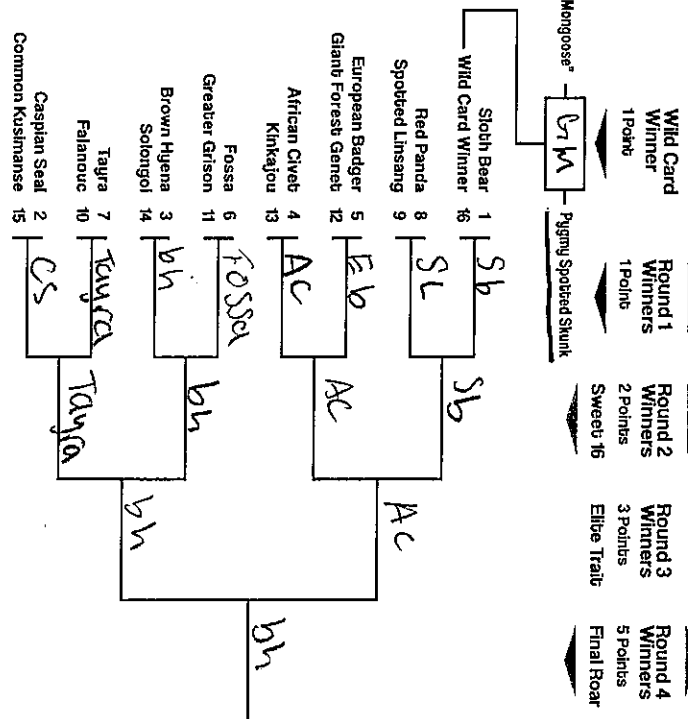 Mongoose"
GM
Pygmy Spotted Skunk
Wild Card
Winner
1 Point
Round 1
Winners
1 Point
Round 2
Winners
2 Points
Sweet 16
Round 3
Winners
3 Points
Elite Trait
Round 4
Winners
5 Points
Final Roar
Sloth Bear 1
Wild Card Winner 16
Sb
Red Panda 8
Spotted Linsang 9
SL
Sb
European Badger 5
Giant Forest Genet 12
Eb
African Civet 4
Kinkajou 13
AC
AC
AC
Fossa 6
Greater Grison 11
Fossa
Brown Hyena 3
Solongoi 14
bh
bh
Tayra 7
Falanouc 10
Tayra
Caspian Seal 2
Common Kusimanse 15
CS
Tayra
bh
bh